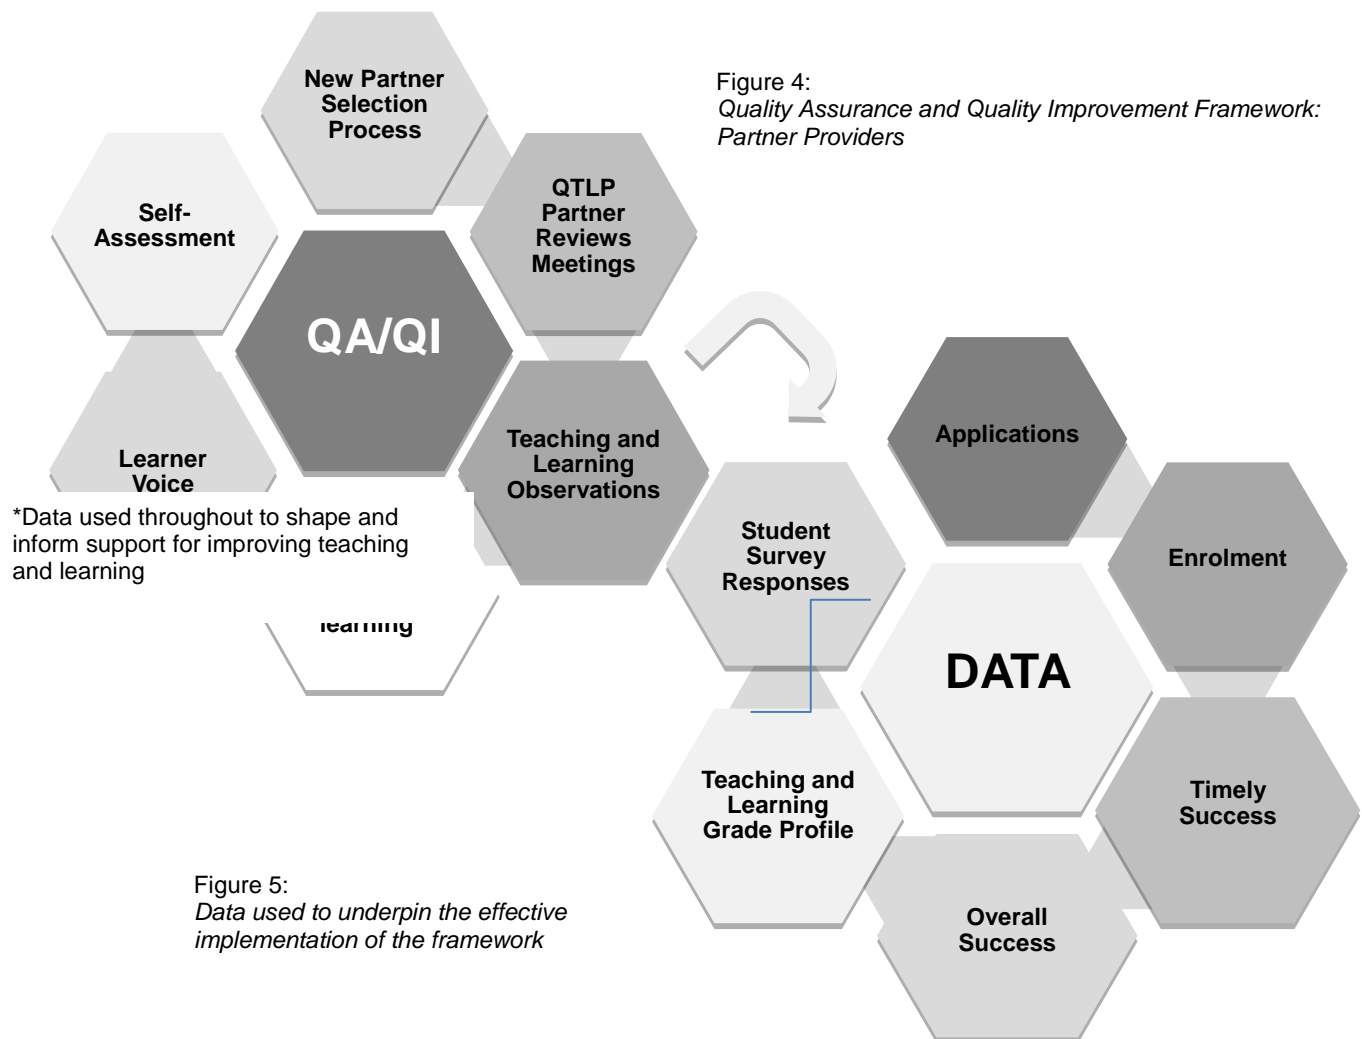 New Partner
Selection
Process
Figure 4:
Quality Assurance and Quality Improvement Framework:
Partner Providers
Self-
Assessment
QTLP
Partner
Reviews
Meetings
QA/QI
Teaching and
Learning
Observations
Learner
Voice
*Data used throughout to shape and
inform support for improving teaching
and learning
learning
Applications
Student
Survey
Responses
Enrolment
DATA
Teaching and
Learning
Grade Profile
Timely
Success
Overall
Success
Figure 5:
Data used to underpin the effective
implementation of the framework